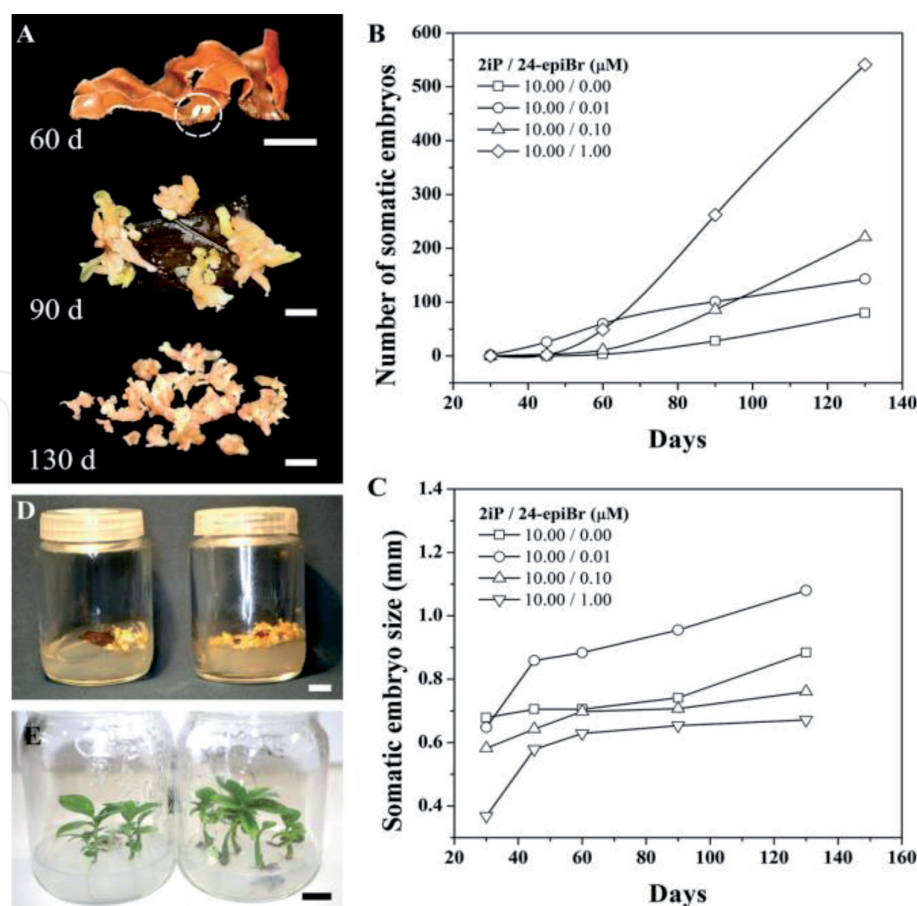 A
60 d
90 d
130 d
B
2iP / 24-epiBr (µM)
10.00 / 0.00
10.00 / 0.01
10.00 / 0.10
10.00 / 1.00
Number of somatic embryos
600
500
400
300
200
100
0
20 40 60 80 100 120 140
Days
C
2iP / 24-epiBr (µM)
10.00 / 0.00
10.00 / 0.01
10.00 / 0.10
10.00 / 1.00
Somatic embryo size (mm)
1.4
1.2
1.0
0.8
0.6
0.4
20 40 60 80 100 120 140
Days
D
E